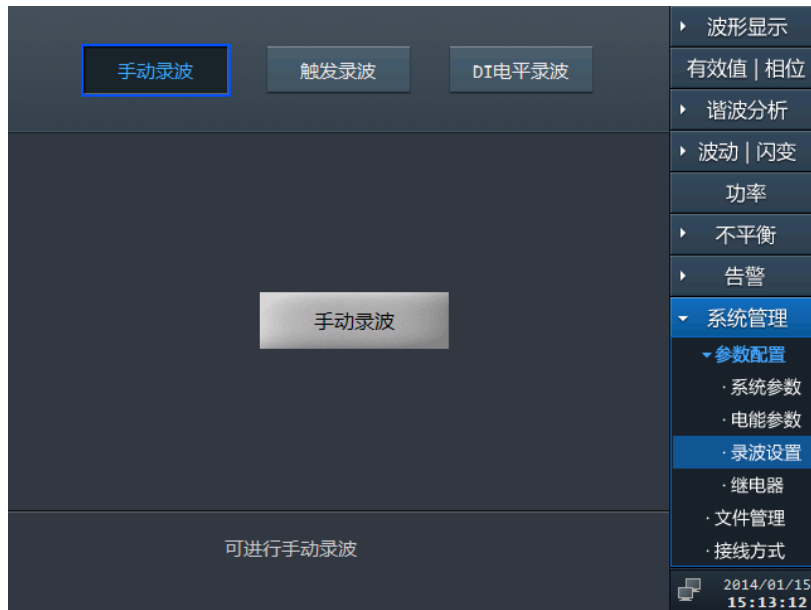 手动录波
触发录波
DI电平录波
手动录波
可进行手动录波
波形显示
有效值 | 相位
谐波分析
波动 | 闪变
功率
不平衡
告警
系统管理
参数配置
·系统参数
·电能参数
·录波设置
·继电器
·文件管理
·接线方式
2014/01/15
15:13:12